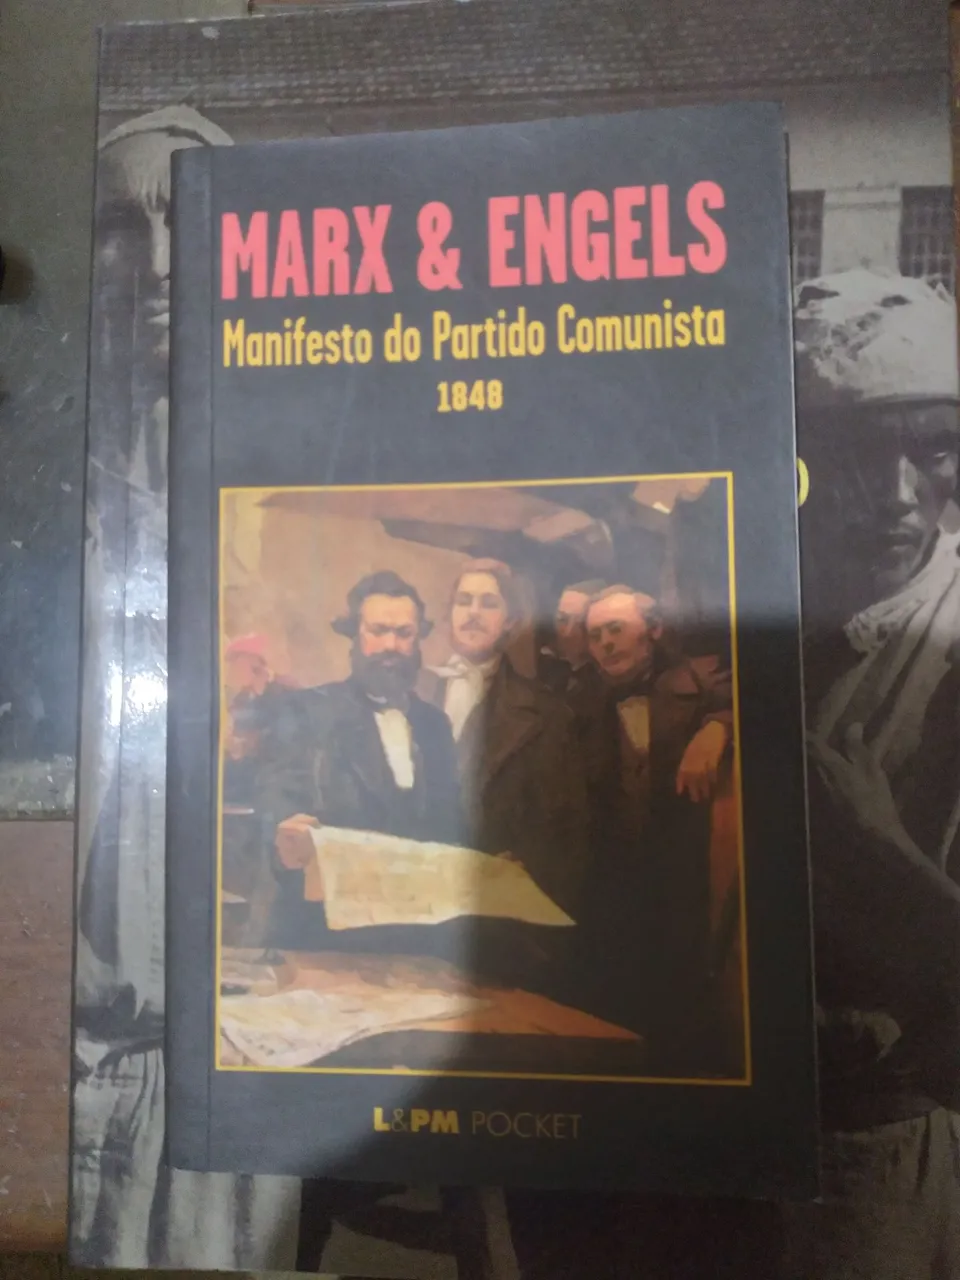 MARX & ENGELS
Manifesto do Partido Comunista
1848
L&PM POCKET